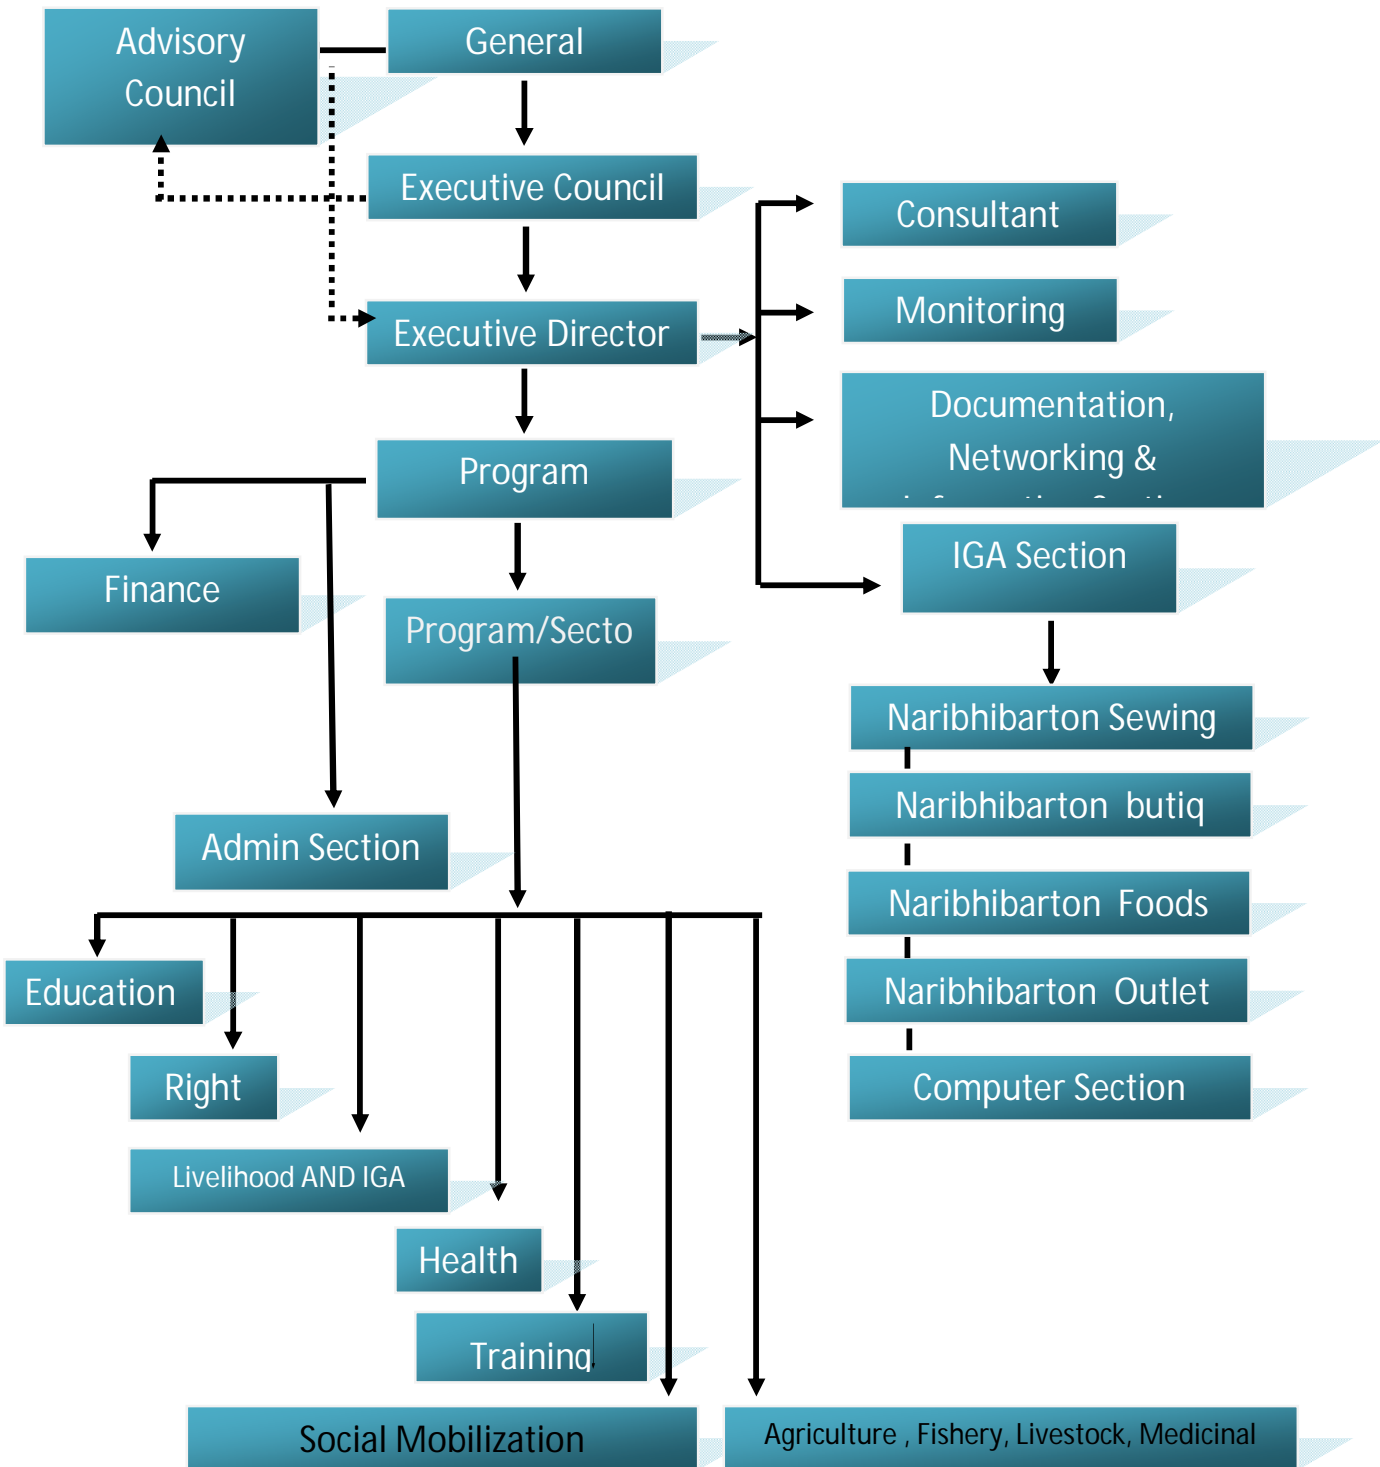 Advisory
Council
General
Executive Council
Consultant
Monitoring
Executive Director
Documentation,
Networking &
Program
IGA Section
Finance
Program/Secto
Naribhibarton Sewing
Naribhibarton butiq
Admin Section
Naribhibarton Foods
Education
Naribhibarton Outlet
Right
Computer Section
Livelihood AND IGA
Health
Training
Social Mobilization
Agriculture , Fishery, Livestock, Medicinal